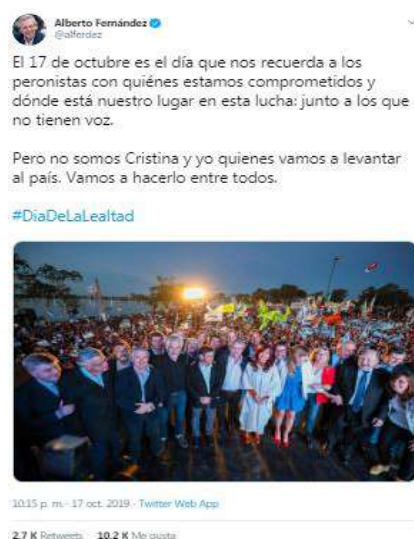 Alberto Fernández
@alferdez
El 17 de octubre es el día que nos recuerda a los
peronistas con quiénes estamos comprometidos y
dónde está nuestro lugar en esta lucha: junto a los que
no tienen voz.
Pero no somos Cristina y yo quienes vamos a levantar
al país. Vamos a hacerlo entre todos.
#DiaDeLaLealtad
10:15 p. m. · 17 oct. 2019 · Twitter Web App
2.7 K Retweets 10.2 K Me gusta